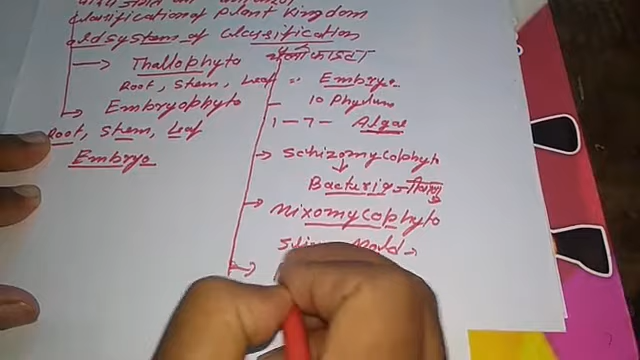 classification of plant kingdom
old system of classification
Thallophyta
Root, Stem, Leaf
Embryo
Embryophyta
10 Phylum
Root, Stem, Leaf
1-7- Algae
Embryo
Schizomycophyta
Bacteria
Mixomycophyta
Mold